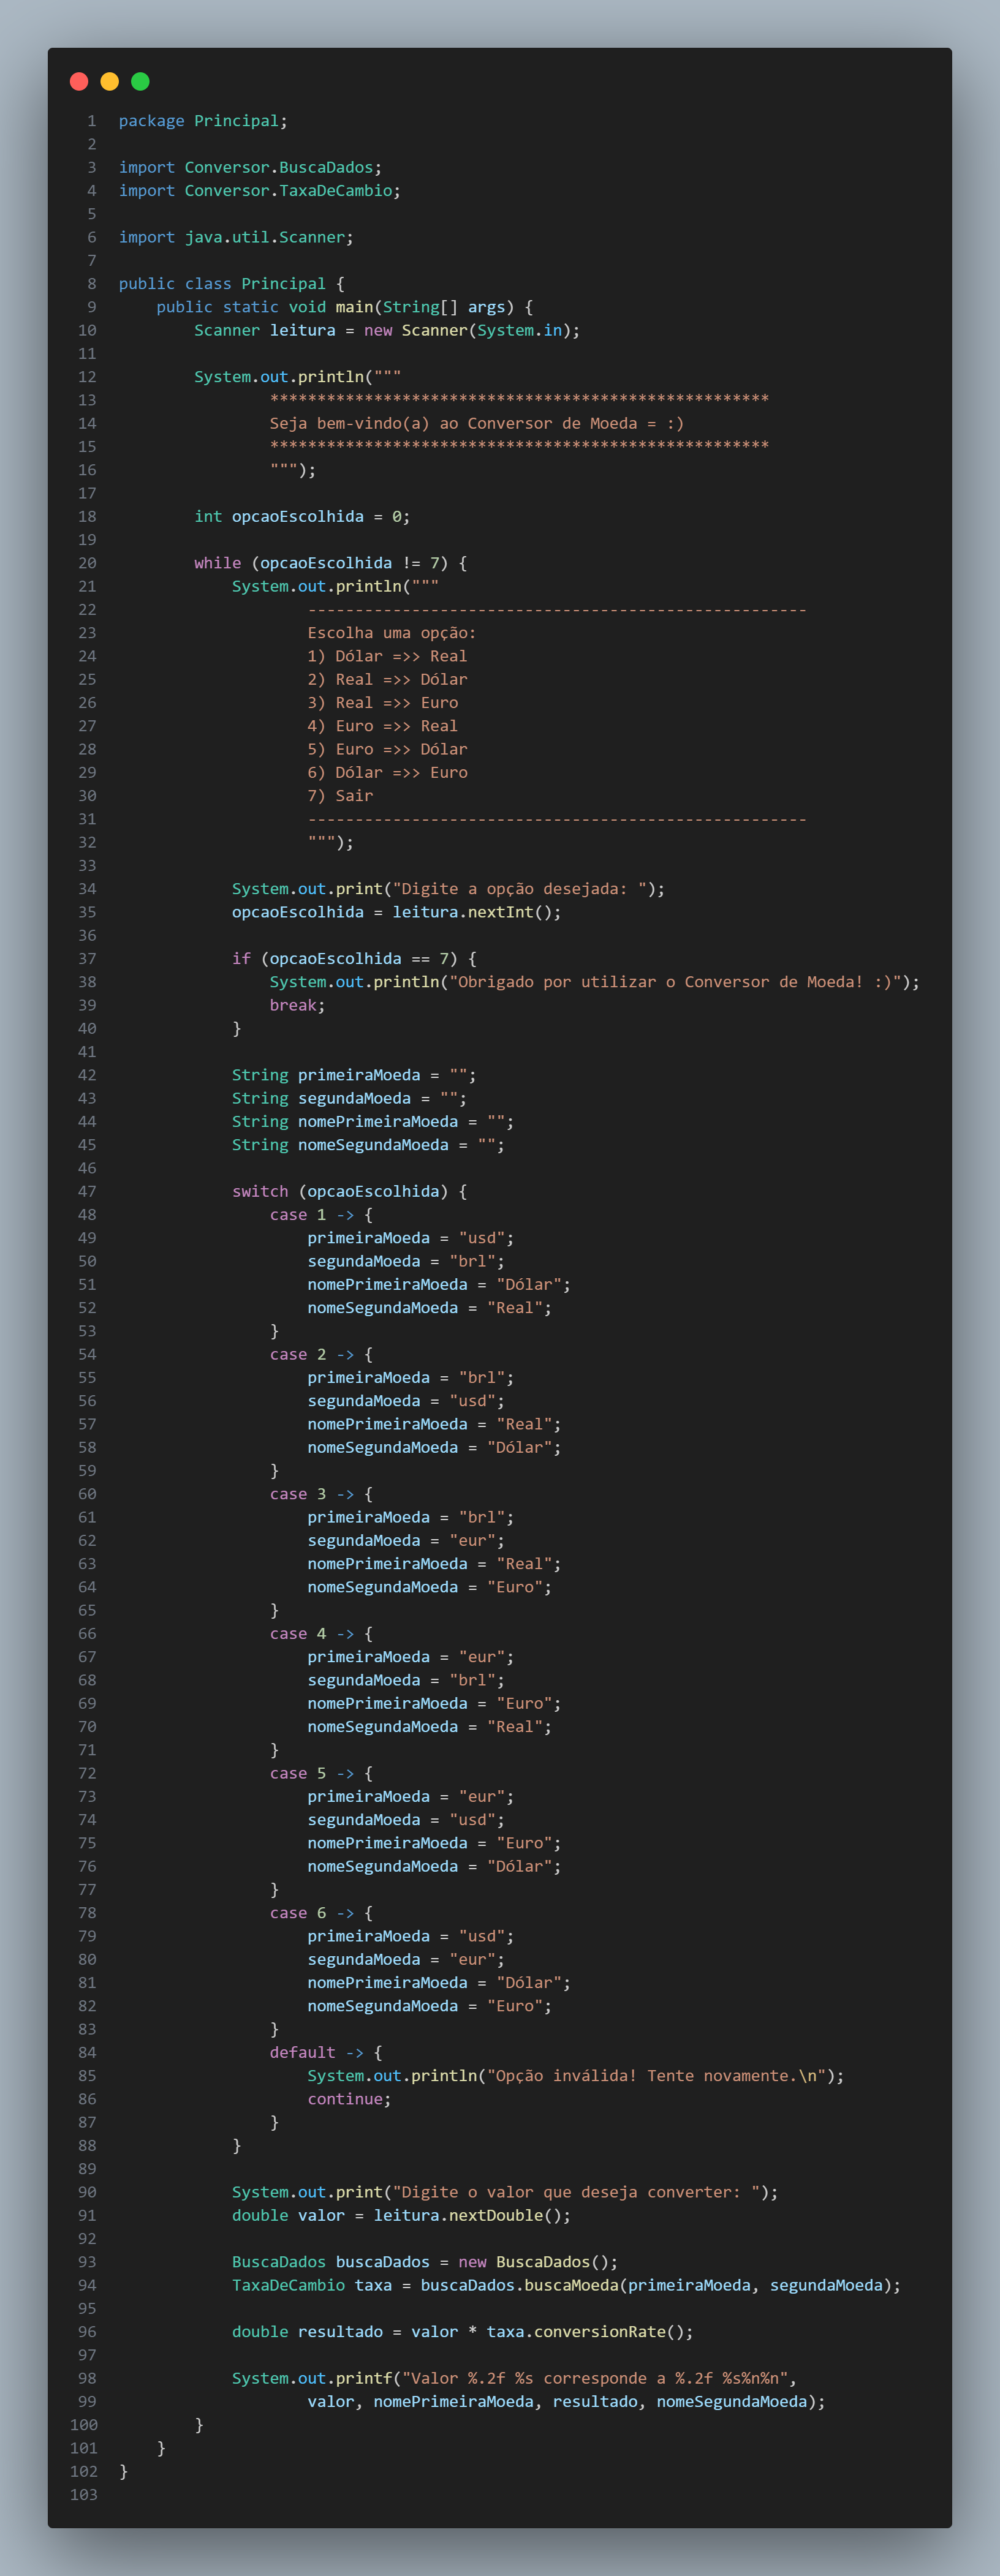 1 package Principal;
2
3 import Conversor.BuscaDados;
4 import Conversor.TaxaDeCambio;
5
6 import java.util.Scanner;
7
8 public class Principal {
9     public static void main(String[] args) {
10         Scanner leitura = new Scanner(System.in);
11
12         System.out.println("""
13                 *****************************************************
14                 Seja bem-vindo(a) ao Conversor de Moeda = :)
15                 *****************************************************
16                 """);
17
18         int opcaoEscolhida = 0;
19
20         while (opcaoEscolhida != 7) {
21             System.out.println("""
22                     -----------------------------------------------------
23                     Escolha uma opção:
24                     1) Dólar =>> Real
25                     2) Real =>> Dólar
26                     3) Real =>> Euro
27                     4) Euro =>> Real
28                     5) Euro =>> Dólar
29                     6) Dólar =>> Euro
30                     7) Sair
31                     -----------------------------------------------------
32                     """);
33
34             System.out.print("Digite a opção desejada: ");
35             opcaoEscolhida = leitura.nextInt();
36
37             if (opcaoEscolhida == 7) {
38                 System.out.println("Obrigado por utilizar o Conversor de Moeda! :)");
39                 break;
40             }
41
42             String primeiraMoeda = "";
43             String segundaMoeda = "";
44             String nomePrimeiraMoeda = "";
45             String nomeSegundaMoeda = "";
46
47             switch (opcaoEscolhida) {
48                 case 1 -> {
49                     primeiraMoeda = "usd";
50                     segundaMoeda = "brl";
51                     nomePrimeiraMoeda = "Dólar";
52                     nomeSegundaMoeda = "Real";
53                 }
54                 case 2 -> {
55                     primeiraMoeda = "brl";
56                     segundaMoeda = "usd";
57                     nomePrimeiraMoeda = "Real";
58                     nomeSegundaMoeda = "Dólar";
59                 }
60                 case 3 -> {
61                     primeiraMoeda = "brl";
62                     segundaMoeda = "eur";
63                     nomePrimeiraMoeda = "Real";
64                     nomeSegundaMoeda = "Euro";
65                 }
66                 case 4 -> {
67                     primeiraMoeda = "eur";
68                     segundaMoeda = "brl";
69                     nomePrimeiraMoeda = "Euro";
70                     nomeSegundaMoeda = "Real";
71                 }
72                 case 5 -> {
73                     primeiraMoeda = "eur";
74                     segundaMoeda = "usd";
75                     nomePrimeiraMoeda = "Euro";
76                     nomeSegundaMoeda = "Dólar";
77                 }
78                 case 6 -> {
79                     primeiraMoeda = "usd";
80                     segundaMoeda = "eur";
81                     nomePrimeiraMoeda = "Dólar";
82                     nomeSegundaMoeda = "Euro";
83                 }
84                 default -> {
85                     System.out.println("Opção inválida! Tente novamente.\n");
86                     continue;
87                 }
88             }
89
90             System.out.print("Digite o valor que deseja converter: ");
91             double valor = leitura.nextDouble();
92
93             BuscaDados buscaDados = new BuscaDados();
94             TaxaDeCambio taxa = buscaDados.buscaMoeda(primeiraMoeda, segundaMoeda);
95
96             double resultado = valor * taxa.conversionRate();
97
98             System.out.printf("Valor %.2f %s corresponde a %.2f %s%n%n",
99                     valor, nomePrimeiraMoeda, resultado, nomeSegundaMoeda);
100         }
101     }
102 }
103